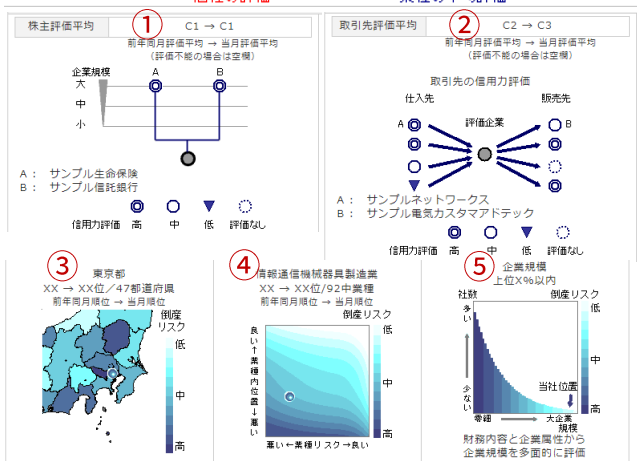 ①
株主評価平均 C1 → C1
前年同月評価平均 → 当月評価平均
(評価不能の場合は空欄)
企業規模
大
中
小
A B
A： サンプル生命保険
B： サンプル信託銀行
信用力評価 高 中 低 評価なし
②
取引先評価平均 C2 → C3
前年同月評価平均 → 当月評価平均
(評価不能の場合は空欄)
取引先の信用力評価
仕入先 販売先
評価企業
A B
A： サンプルネットワークス
B： サンプル電気カスタマアドテック
信用力評価 高 中 低 評価なし
③
東京都
XX → XX位／47都道府県
前年同月順位 → 当月順位
倒産
リスク
低
中
高
④
情報通信機械器具製造業
XX → XX位/92中業種
前年同月順位 → 当月順位
倒産リスク
良い↑業種内位置↓悪い
悪い←業種リスク→良い
低
中
高
⑤
企業規模
上位X%以内
社数 倒産リスク
多い
少ない
当社位置
零細 大企業
規模
低
中
高
財務内容と企業属性から
企業規模を多面的に評価